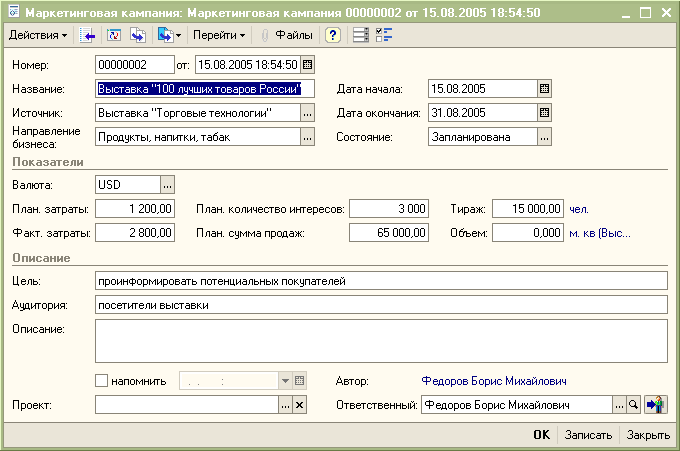 Маркетинговая кампания: Маркетинговая кампания 00000002 от 15.08.2005 18:54:50
Действия Перейти Файлы
Номер: 00000002 от: 15.08.2005 18:54:50
Название: Выставка "100 лучших товаров России" Дата начала: 15.08.2005
Источник: Выставка "Торговые технологии" ... Дата окончания: 31.08.2005
Направление
бизнеса: Продукты, напитки, табак ... Состояние: Запланирована ...
Показатели
Валюта: USD ...
План. затраты: 1 200,00 План. количество интересов: 3 000 Тираж: 15 000,00 чел.
Факт. затраты: 2 800,00 План. сумма продаж: 65 000,00 Объем: 0,000 м. кв (Выс...
Описание
Цель: проинформировать потенциальных покупателей
Аудитория: посетители выставки
Описание:
напомнить . . : Автор: Федоров Борис Михайлович
Проект: ... x Ответственный: Федоров Борис Михайлович ...
OK Записать Закрыть